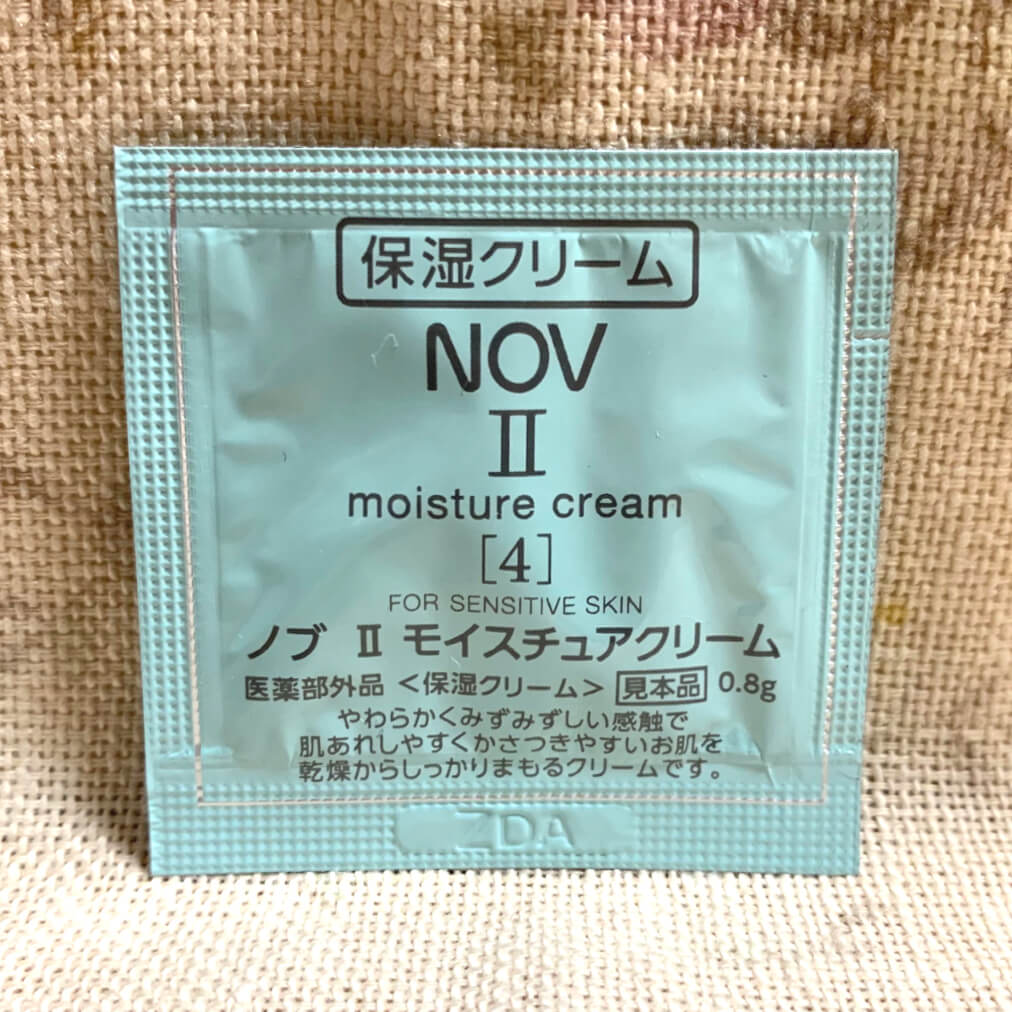 保湿クリーム
NOV
Ⅱ
moisture cream
[4]
FOR SENSITIVE SKIN
ノブ Ⅱ モイスチュアクリーム
医薬部外品 <保湿クリーム> 見本品 0.8g
やわらかくみずみずしい感触で
肌あれしやすくかさつきやすいお肌を
乾燥からしっかりまもるクリームです。
ZDA